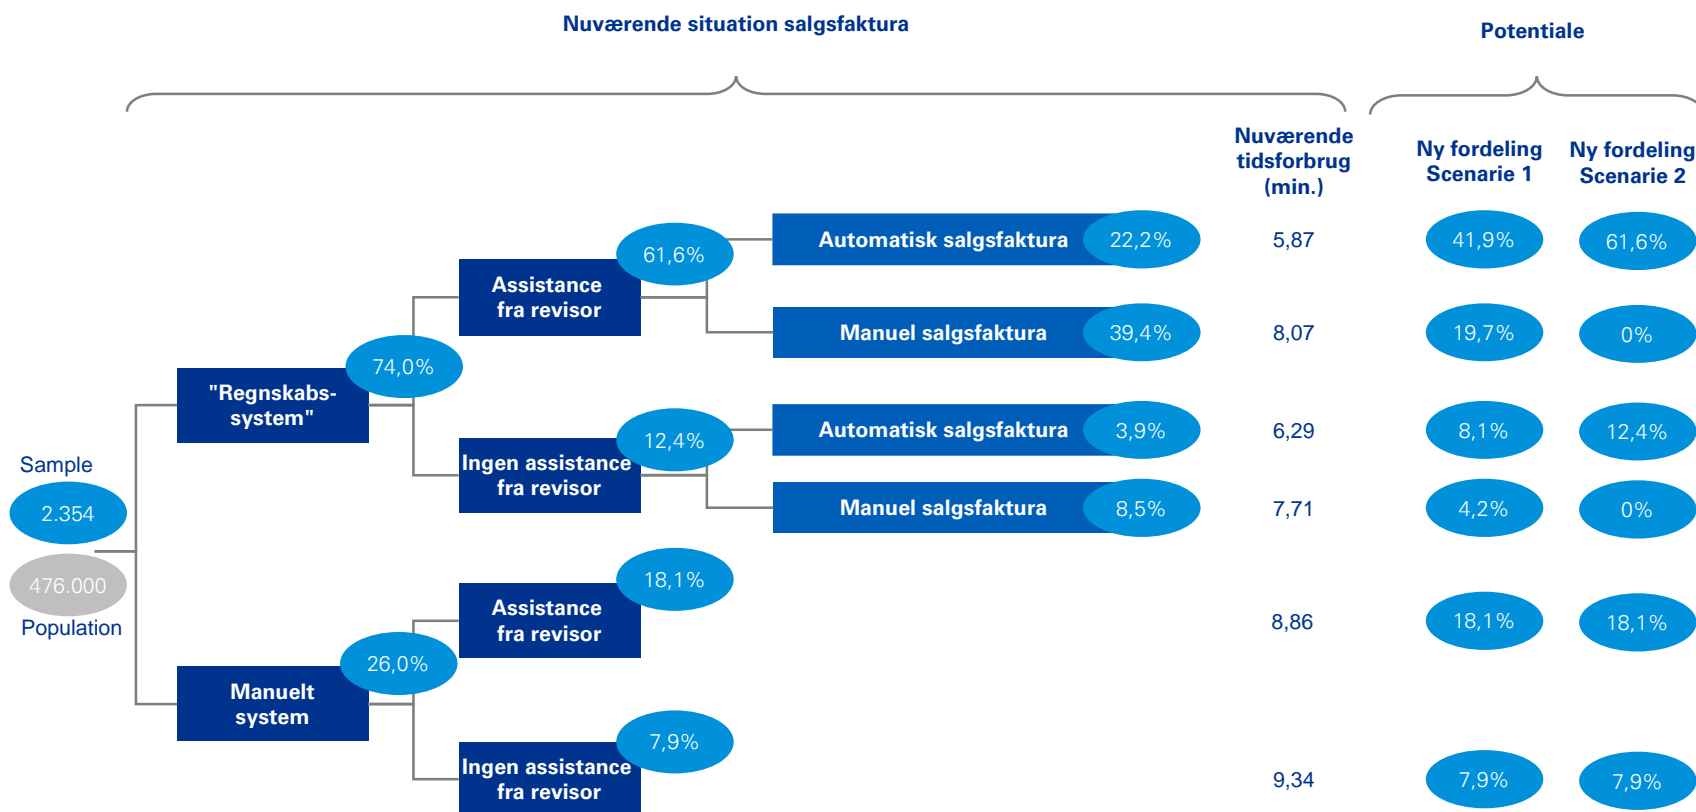 Nuværende situation salgsfaktura
Potentiale
Nuværende
tidsforbrug
(min.)
Ny fordeling
Scenarie 1
Ny fordeling
Scenarie 2
61,6%
Automatisk salgsfaktura
22,2%
5,87
41,9%
61,6%
Assistance
fra revisor
Manuel salgsfaktura
39,4%
8,07
19,7%
0%
74,0%
"Regnskabs-
system"
12,4%
Automatisk salgsfaktura
3,9%
6,29
8,1%
12,4%
Ingen assistance
fra revisor
Manuel salgsfaktura
8,5%
7,71
4,2%
0%
Sample
2.354
476.000
Population
18,1%
Assistance
fra revisor
8,86
18,1%
18,1%
26,0%
Manuelt
system
7,9%
Ingen assistance
fra revisor
9,34
7,9%
7,9%